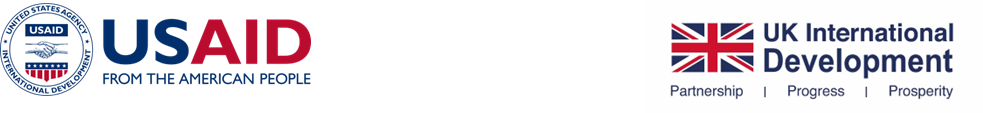 UNITED STATES AGENCY
USAID
INTERNATIONAL DEVELOPMENT
USAID
FROM THE AMERICAN PEOPLE
UK International
Development
Partnership | Progress | Prosperity